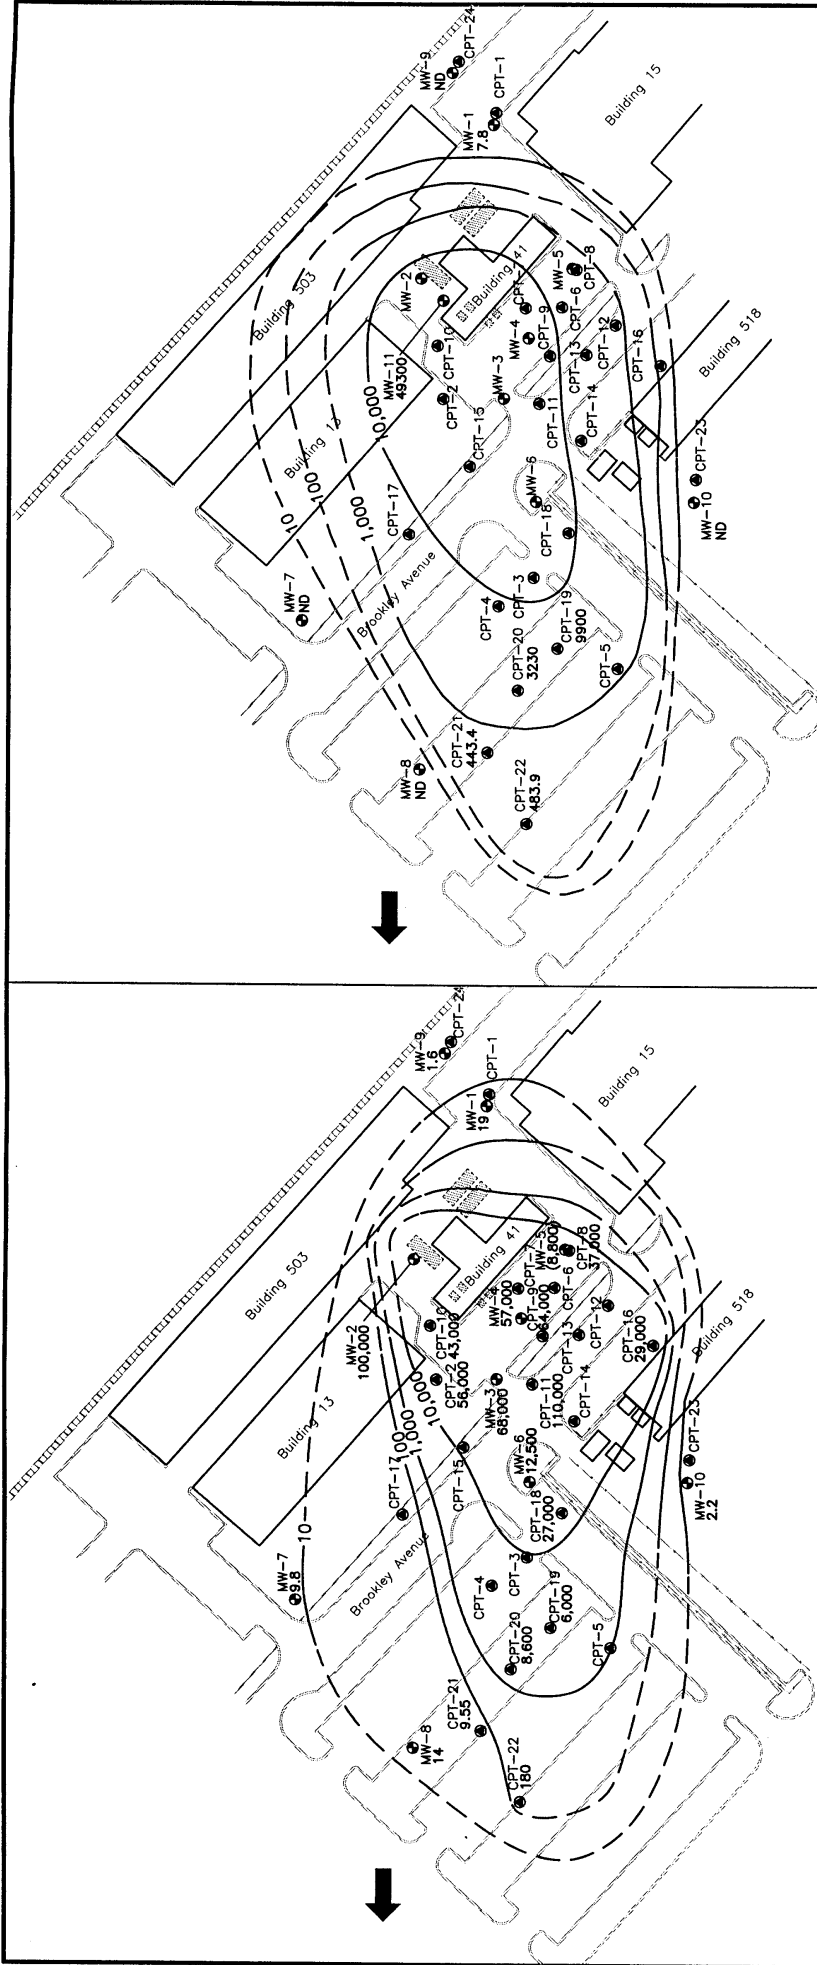 MW-9
ND
CPT-24
MW-1
7.8
CPT-1
Building 15
Building 503
MW-2
Building 41
MW-5
CPT-8
CPT-6
MW-4
CPT-9
CPT-12
CPT-13
CPT-16
Building 518
MW-11
49300
CPT-10
CPT-2
MW-3
CPT-11
CPT-14
CPT-15
10,000
1,000
100
10
Building 13
CPT-17
MW-6
CPT-18
CPT-23
MW-10
ND
MW-7
ND
Brookley Avenue
CPT-4
CPT-3
CPT-19
9900
CPT-20
3230
CPT-5
CPT-21
443.4
MW-8
ND
CPT-22
483.9
MW-9
1.6
CPT-24
MW-1
19
CPT-1
Building 15
Building 503
Building 41
MW-5
(8,800)
CPT-8
37,000
CPT-7
CPT-6
MW-4
57,000
CPT-9
64,000
CPT-12
CPT-13
CPT-16
29,000
Building 518
MW-2
100,000
CPT-10
43,000
CPT-2
56,000
MW-3
68,000
CPT-11
110,000
CPT-14
10,000
1,000
100
10
Building 13
CPT-15
CPT-17
MW-6
12,500
CPT-18
27,000
CPT-23
MW-10
2.2
MW-7
9.8
Brookley Avenue
CPT-4
CPT-3
CPT-19
6,000
CPT-20
8,600
CPT-5
CPT-21
9.55
MW-8
14
CPT-22
180